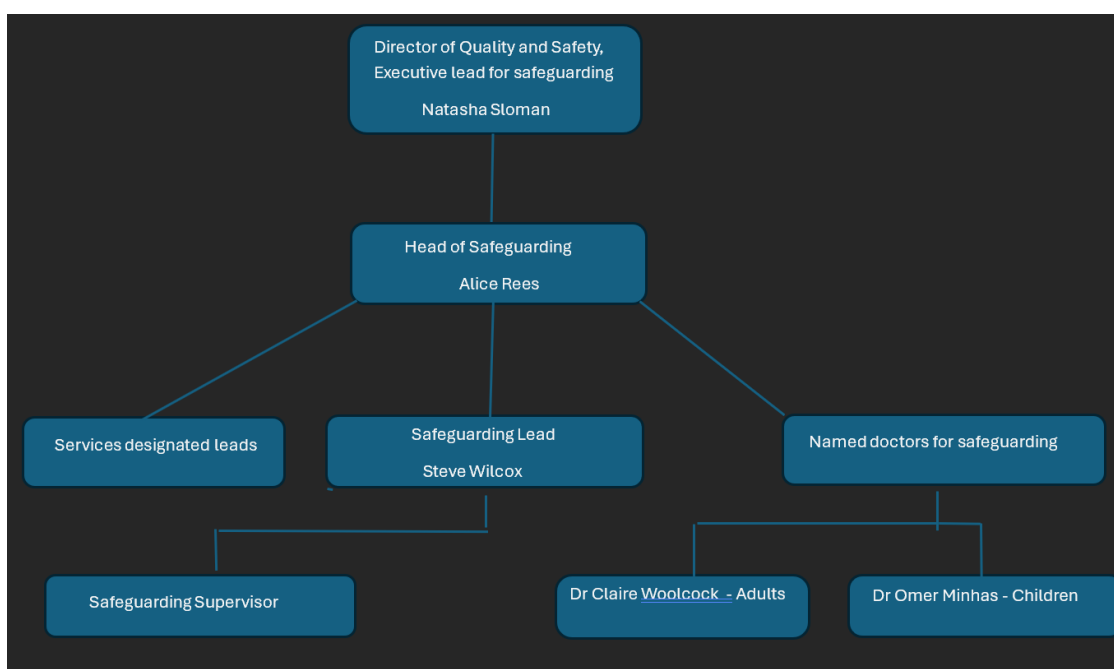 Director of Quality and Safety,
Executive lead for safeguarding
Natasha Sloman
Head of Safeguarding
Alice Rees
Services designated leads
Safeguarding Lead
Steve Wilcox
Named doctors for safeguarding
Safeguarding Supervisor
Dr Claire Woolcock - Adults
Dr Omer Minhas - Children